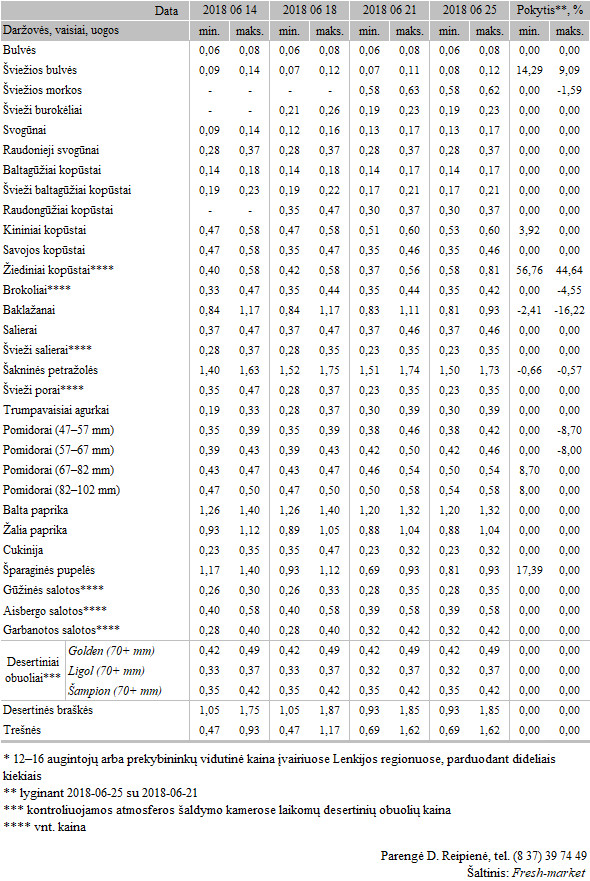 Data 2018 06 14 2018 06 18 2018 06 21 2018 06 25 Pokytis**, %
Daržovės, vaisiai, uogos min. maks. min. maks. min. maks. min. maks. min. maks.
Bulvės 0,06 0,08 0,06 0,08 0,06 0,08 0,06 0,08 0,00 0,00
Šviežios bulvės 0,09 0,14 0,07 0,12 0,07 0,11 0,08 0,12 14,29 9,09
Šviežios morkos - - - - 0,58 0,63 0,58 0,62 0,00 -1,59
Švieži burokėliai - - 0,21 0,26 0,19 0,23 0,19 0,23 0,00 0,00
Svogūnai 0,09 0,14 0,12 0,16 0,13 0,17 0,13 0,17 0,00 0,00
Raudonieji svogūnai 0,28 0,37 0,28 0,37 0,28 0,37 0,28 0,37 0,00 0,00
Baltagūžiai kopūstai 0,14 0,18 0,14 0,18 0,14 0,17 0,14 0,17 0,00 0,00
Švieži baltagūžiai kopūstai 0,19 0,23 0,19 0,22 0,17 0,21 0,17 0,21 0,00 0,00
Raudongūžiai kopūstai - - 0,35 0,47 0,30 0,37 0,30 0,37 0,00 0,00
Kininiai kopūstai 0,47 0,58 0,47 0,58 0,51 0,60 0,53 0,60 3,92 0,00
Savojos kopūstai 0,47 0,58 0,35 0,47 0,35 0,46 0,35 0,46 0,00 0,00
Žiediniai kopūstai**** 0,40 0,58 0,42 0,58 0,37 0,56 0,58 0,81 56,76 44,64
Brokoliai**** 0,33 0,47 0,35 0,44 0,35 0,44 0,35 0,42 0,00 -4,55
Baklažanai 0,84 1,17 0,84 1,17 0,83 1,11 0,81 0,93 -2,41 -16,22
Salierai 0,37 0,47 0,37 0,47 0,37 0,46 0,37 0,46 0,00 0,00
Švieži salierai**** 0,28 0,37 0,28 0,35 0,23 0,35 0,23 0,35 0,00 0,00
Šakninės petražolės 1,40 1,63 1,52 1,75 1,51 1,74 1,50 1,73 -0,66 -0,57
Švieži porai**** 0,35 0,47 0,28 0,37 0,23 0,35 0,23 0,35 0,00 0,00
Trumpavaisiai agurkai 0,19 0,33 0,28 0,37 0,30 0,39 0,30 0,39 0,00 0,00
Pomidorai (47–57 mm) 0,35 0,39 0,35 0,39 0,38 0,46 0,38 0,42 0,00 -8,70
Pomidorai (57–67 mm) 0,39 0,43 0,39 0,43 0,42 0,50 0,42 0,46 0,00 -8,00
Pomidorai (67–82 mm) 0,43 0,47 0,43 0,47 0,46 0,54 0,50 0,54 8,70 0,00
Pomidorai (82–102 mm) 0,47 0,50 0,47 0,50 0,50 0,58 0,54 0,58 8,00 0,00
Balta paprika 1,26 1,40 1,26 1,40 1,20 1,32 1,20 1,32 0,00 0,00
Žalia paprika 0,93 1,12 0,89 1,05 0,88 1,04 0,88 1,04 0,00 0,00
Cukinija 0,23 0,35 0,35 0,47 0,23 0,32 0,23 0,32 0,00 0,00
Šparaginės pupelės 1,17 1,40 0,93 1,12 0,69 0,93 0,81 0,93 17,39 0,00
Gūžinės salotos**** 0,26 0,30 0,26 0,33 0,28 0,35 0,28 0,35 0,00 0,00
Aisbergo salotos**** 0,40 0,58 0,40 0,58 0,39 0,58 0,39 0,58 0,00 0,00
Garbanotos salotos**** 0,28 0,40 0,28 0,40 0,32 0,42 0,32 0,42 0,00 0,00
Desertiniai obuoliai*** Golden (70+ mm) 0,42 0,49 0,42 0,49 0,42 0,49 0,42 0,49 0,00 0,00
Ligol (70+ mm) 0,33 0,37 0,33 0,37 0,32 0,37 0,32 0,37 0,00 0,00
Šampion (70+ mm) 0,35 0,42 0,35 0,42 0,35 0,42 0,35 0,42 0,00 0,00
Desertinės braškės 1,05 1,75 1,05 1,87 0,93 1,85 0,93 1,85 0,00 0,00
Trešnės 0,47 0,93 0,47 1,17 0,69 1,62 0,69 1,62 0,00 0,00
* 12–16 augintojų arba prekybininkų vidutinė kaina įvairiuose Lenkijos regionuose, parduodant dideliais
kiekiais
** lyginant 2018-06-25 su 2018-06-21
*** kontroliuojamos atmosferos šaldymo kamerose laikomų desertinių obuolių kaina
**** vnt. kaina
Parengė D. Reipienė, tel. (8 37) 39 74 49
Šaltinis: Fresh-market